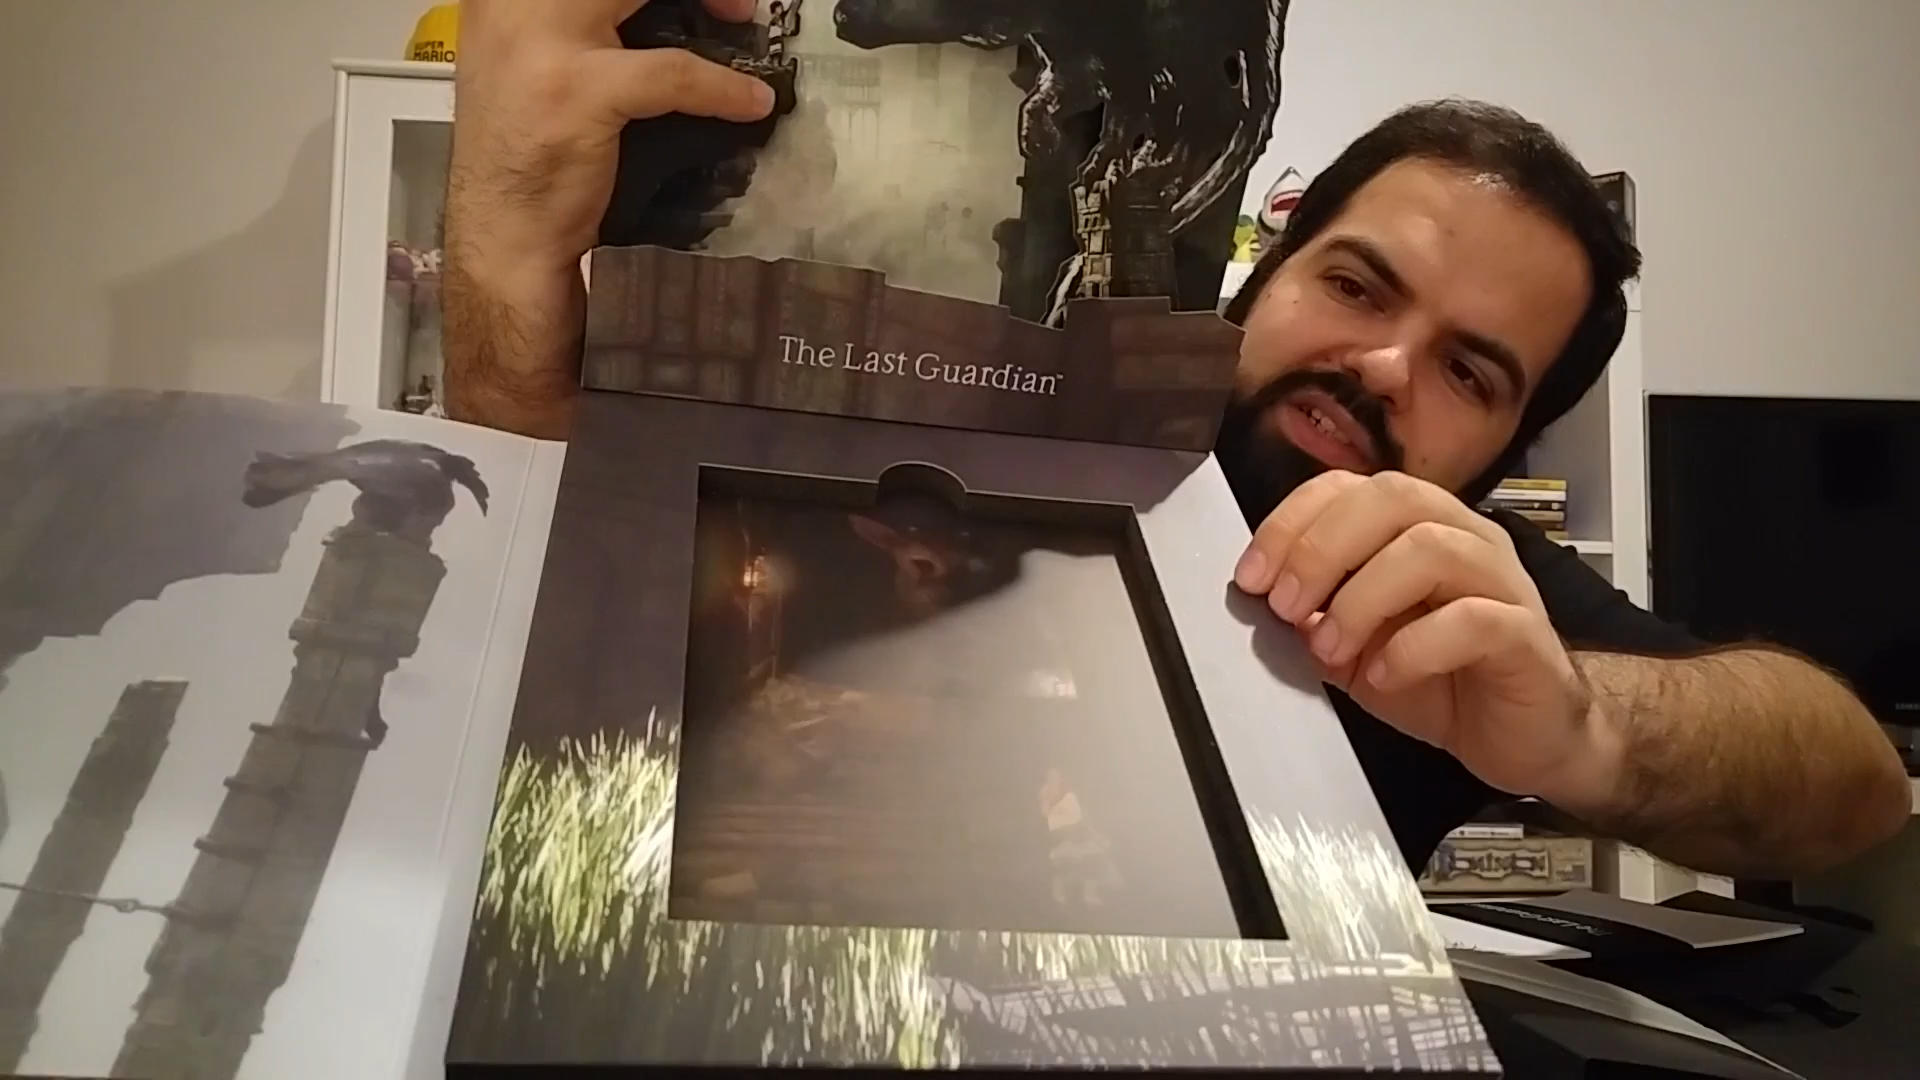 SUPER
MARIO
The Last Guardian™